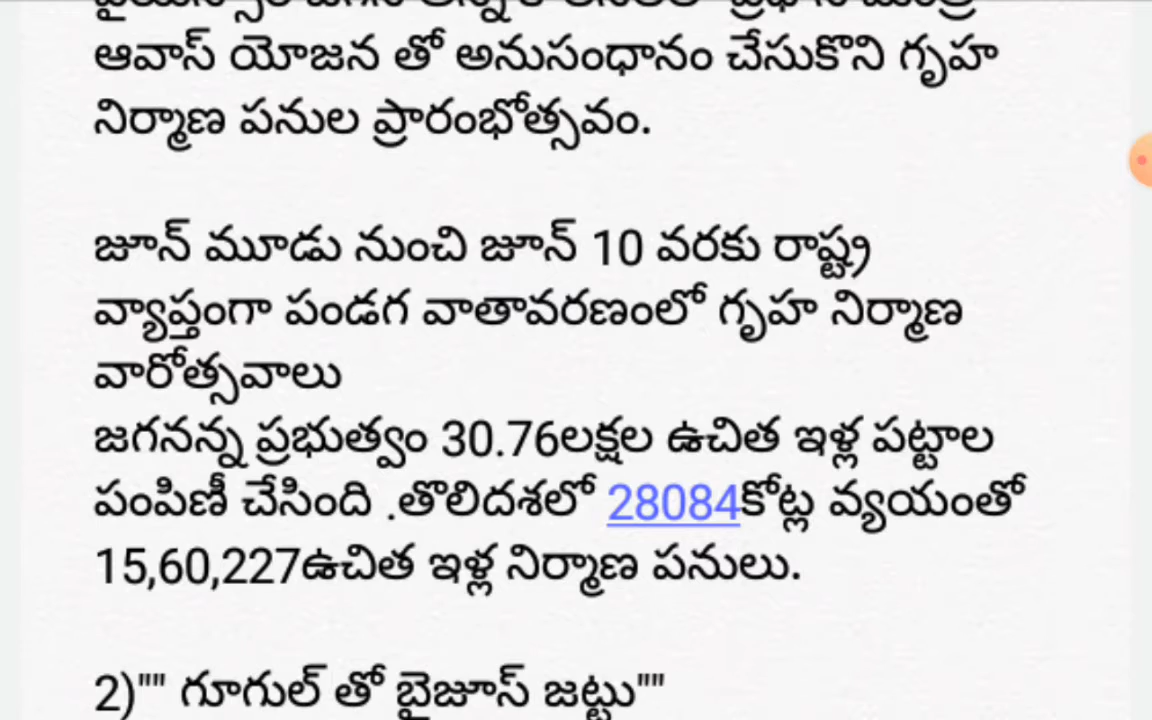 ఆవాస్ యోజన తో అనుసంధానం చేసుకొని గృహ
నిర్మాణ పనుల ప్రారంభోత్సవం.
జూన్ మూడు నుంచి జూన్ 10 వరకు రాష్ట్ర
వ్యాప్తంగా పండగ వాతావరణంలో గృహ నిర్మాణ
వారోత్సవాలు
జగనన్న ప్రభుత్వం 30.76లక్షల ఉచిత ఇళ్ల పట్టాల
పంపిణీ చేసింది .తొలిదశలో 28084కోట్ల వ్యయంతో
15,60,227ఉచిత ఇళ్ల నిర్మాణ పనులు.
2)"" గూగుల్ తో బైజూస్ జట్టు""